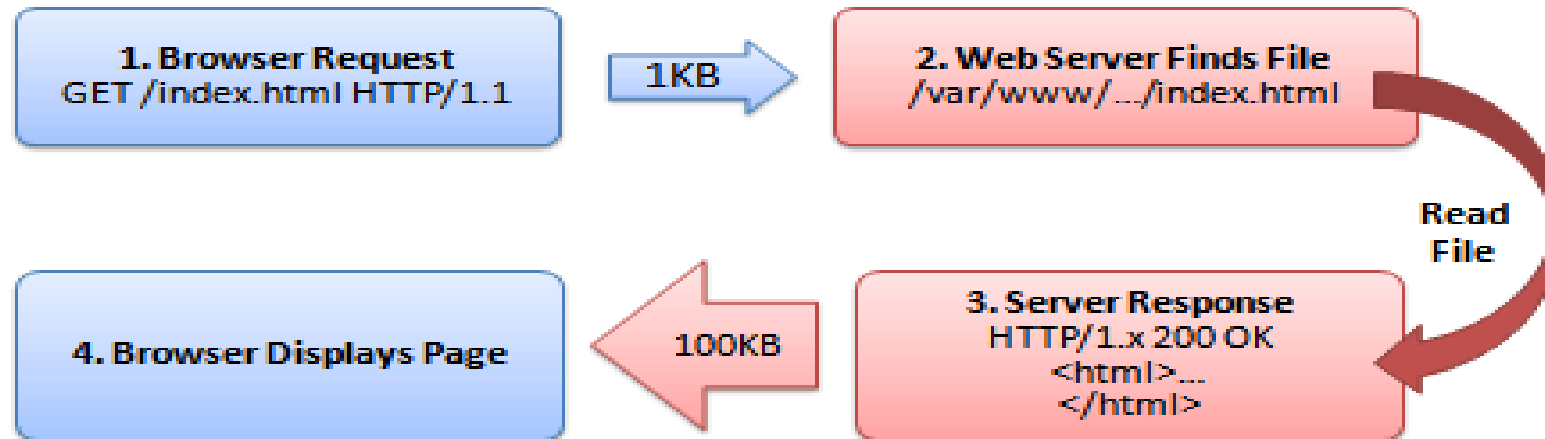 1. Browser Request
GET /index.html HTTP/1.1
1KB
2. Web Server Finds File
/var/www/.../index.html
Read
File
3. Server Response
HTTP/1.x 200 OK
<html>...
</html>
100KB
4. Browser Displays Page